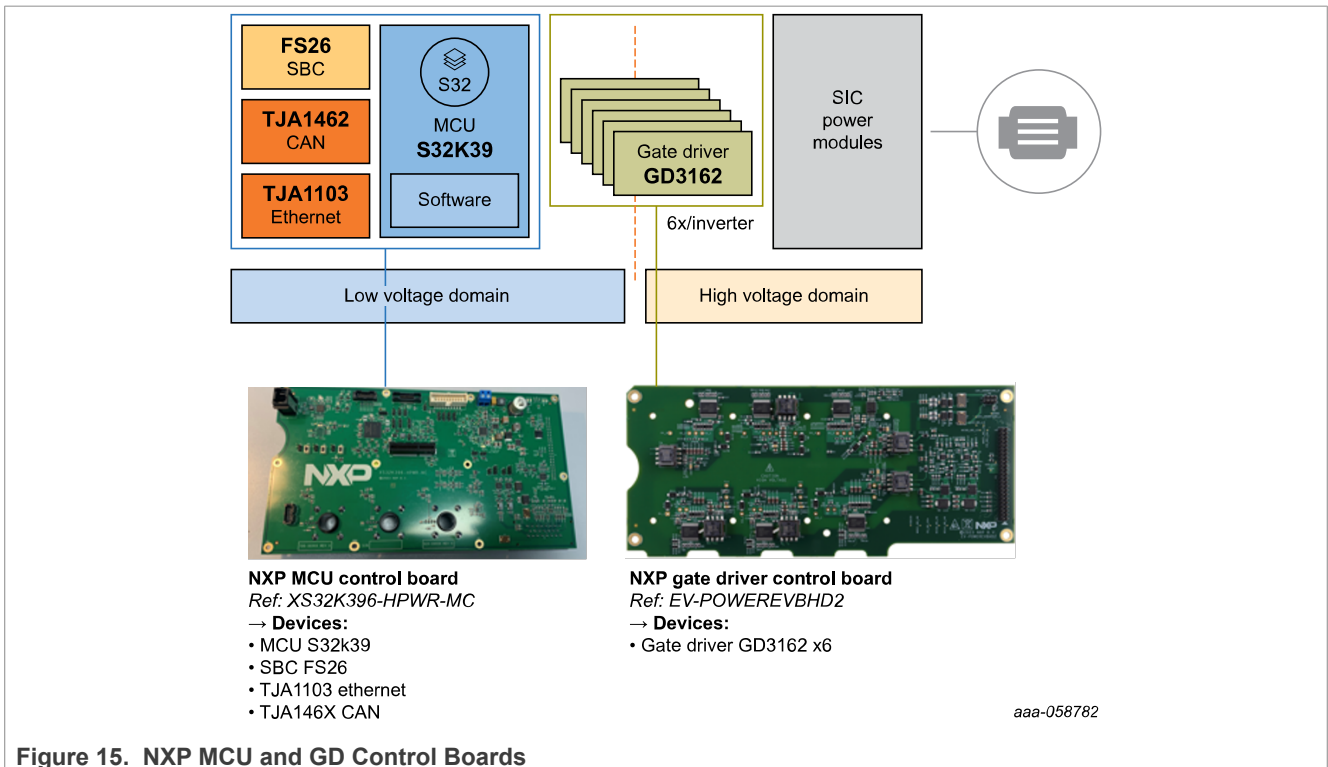 FS26
SBC
TJA1462
CAN
TJA1103
Ethernet
S32
MCU
S32K39
Software
Gate driver
GD3162
6x/inverter
SIC
power
modules
Low voltage domain
High voltage domain
NXP
NXP
NXP MCU control board
Ref: XS32K396-HPWR-MC
→ Devices:
• MCU S32k39
• SBC FS26
• TJA1103 ethernet
• TJA146X CAN
NXP gate driver control board
Ref: EV-POWEREVBHD2
→ Devices:
• Gate driver GD3162 x6
aaa-058782
Figure 15. NXP MCU and GD Control Boards